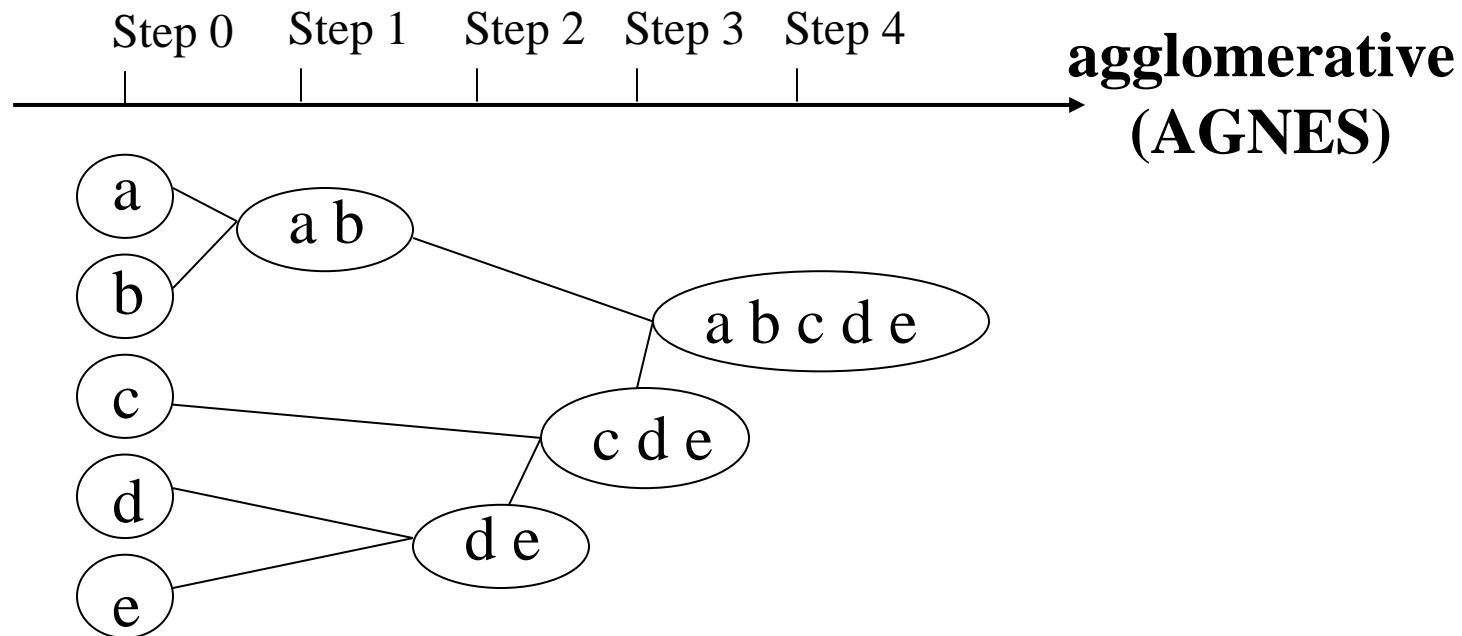 Step 0 Step 1 Step 2 Step 3 Step 4
agglomerative
(AGNES)
a
a b
b
a b c d e
c
c d e
d
d e
e